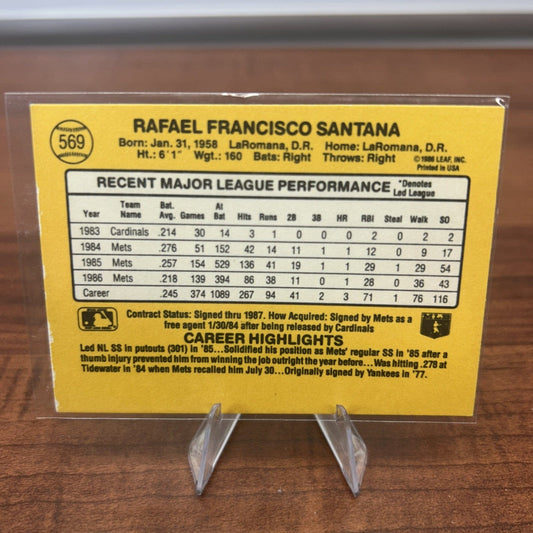 569
RAFAEL FRANCISCO SANTANA
Born: Jan. 31, 1958 LaRomana, D.R. Home: LaRomana, D.R.
Ht.: 6' 1" Wgt.: 160 Bats: Right Throws: Right
©1986 LEAF, INC.
Printed in USA
RECENT MAJOR LEAGUE PERFORMANCE *Denotes Led League
Year Team Name Bat. Avg. Games At Bat Hits Runs 2B 3B HR RBI Steal Walk SO
1983 Cardinals .214 30 14 3 1 0 0 0 2 0 2 2
1984 Mets .276 51 152 42 14 11 1 1 12 0 9 17
1985 Mets .257 154 529 136 41 19 1 1 29 1 29 54
1986 Mets .218 139 394 86 38 11 0 1 28 0 36 43
Career .245 374 1089 267 94 41 2 3 71 1 76 116
Contract Status: Signed thru 1987. How Acquired: Signed by Mets as a
free agent 1/30/84 after being released by Cardinals
CAREER HIGHLIGHTS
Led NL SS in putouts (301) in '85...Solidified his position as Mets' regular SS in '85 after a
thumb injury prevented him from winning the job outright the year before...Was hitting .278 at
Tidewater in '84 when Mets recalled him July 30...Originally signed by Yankees in '77.